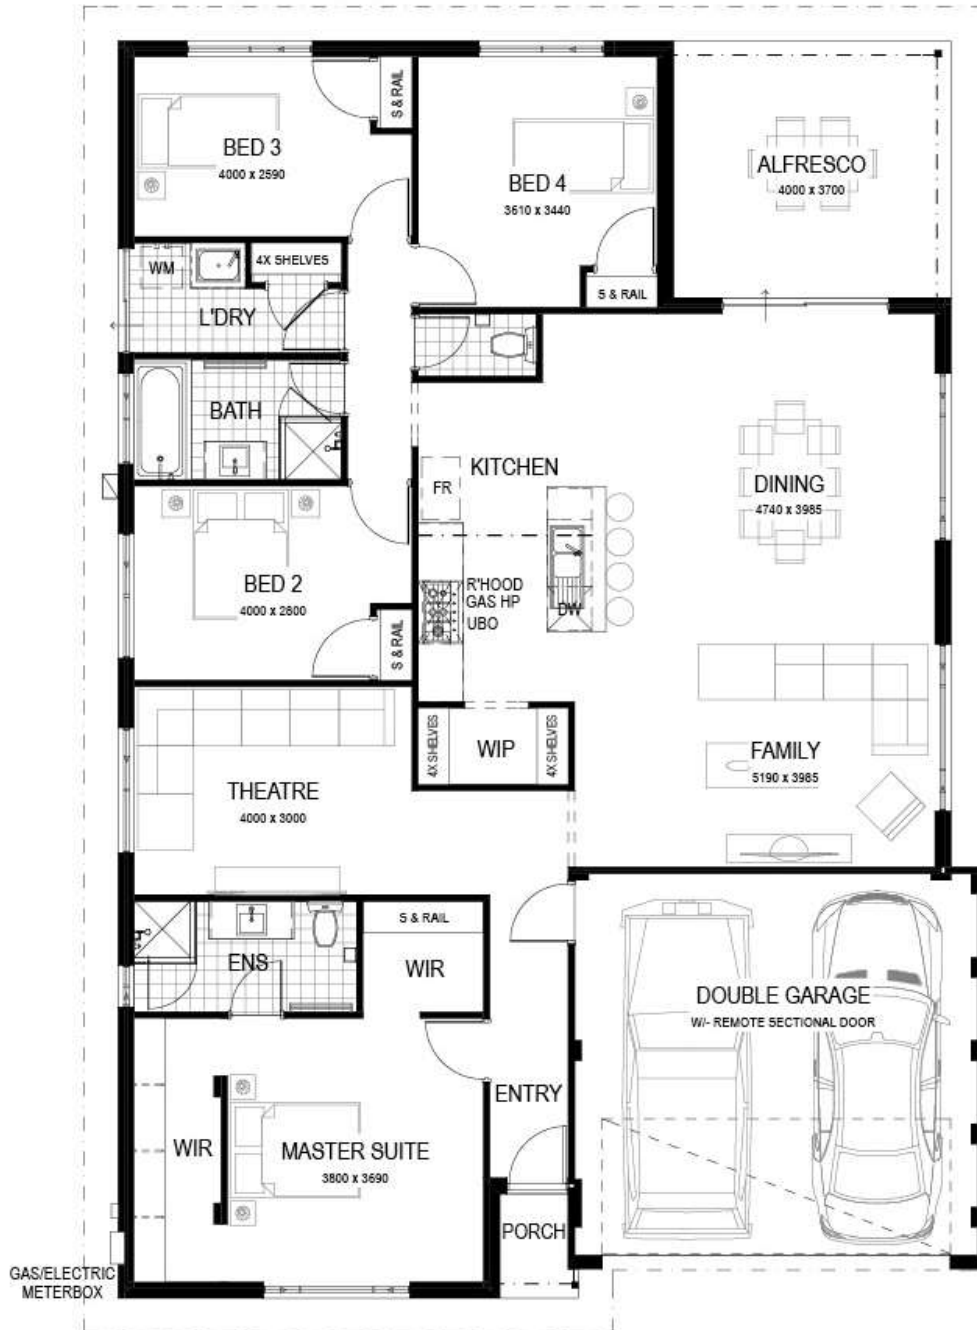 S & RAIL
BED 3
4000 x 2590
BED 4
3610 x 3440
ALFRESCO
4000 x 3700
WM
4X SHELVES
S & RAIL
L'DRY
BATH
KITCHEN
FR
DINING
4740 x 3985
BED 2
4000 x 2800
R'HOOD
GAS HP
UBO
DW
S & RAIL
4X SHELVES
WIP
4X SHELVES
FAMILY
5190 x 3985
THEATRE
4000 x 3000
S & RAIL
ENS
WIR
DOUBLE GARAGE
W/- REMOTE SECTIONAL DOOR
ENTRY
WIR
MASTER SUITE
3800 x 3690
PORCH
GAS/ELECTRIC
METERBOX